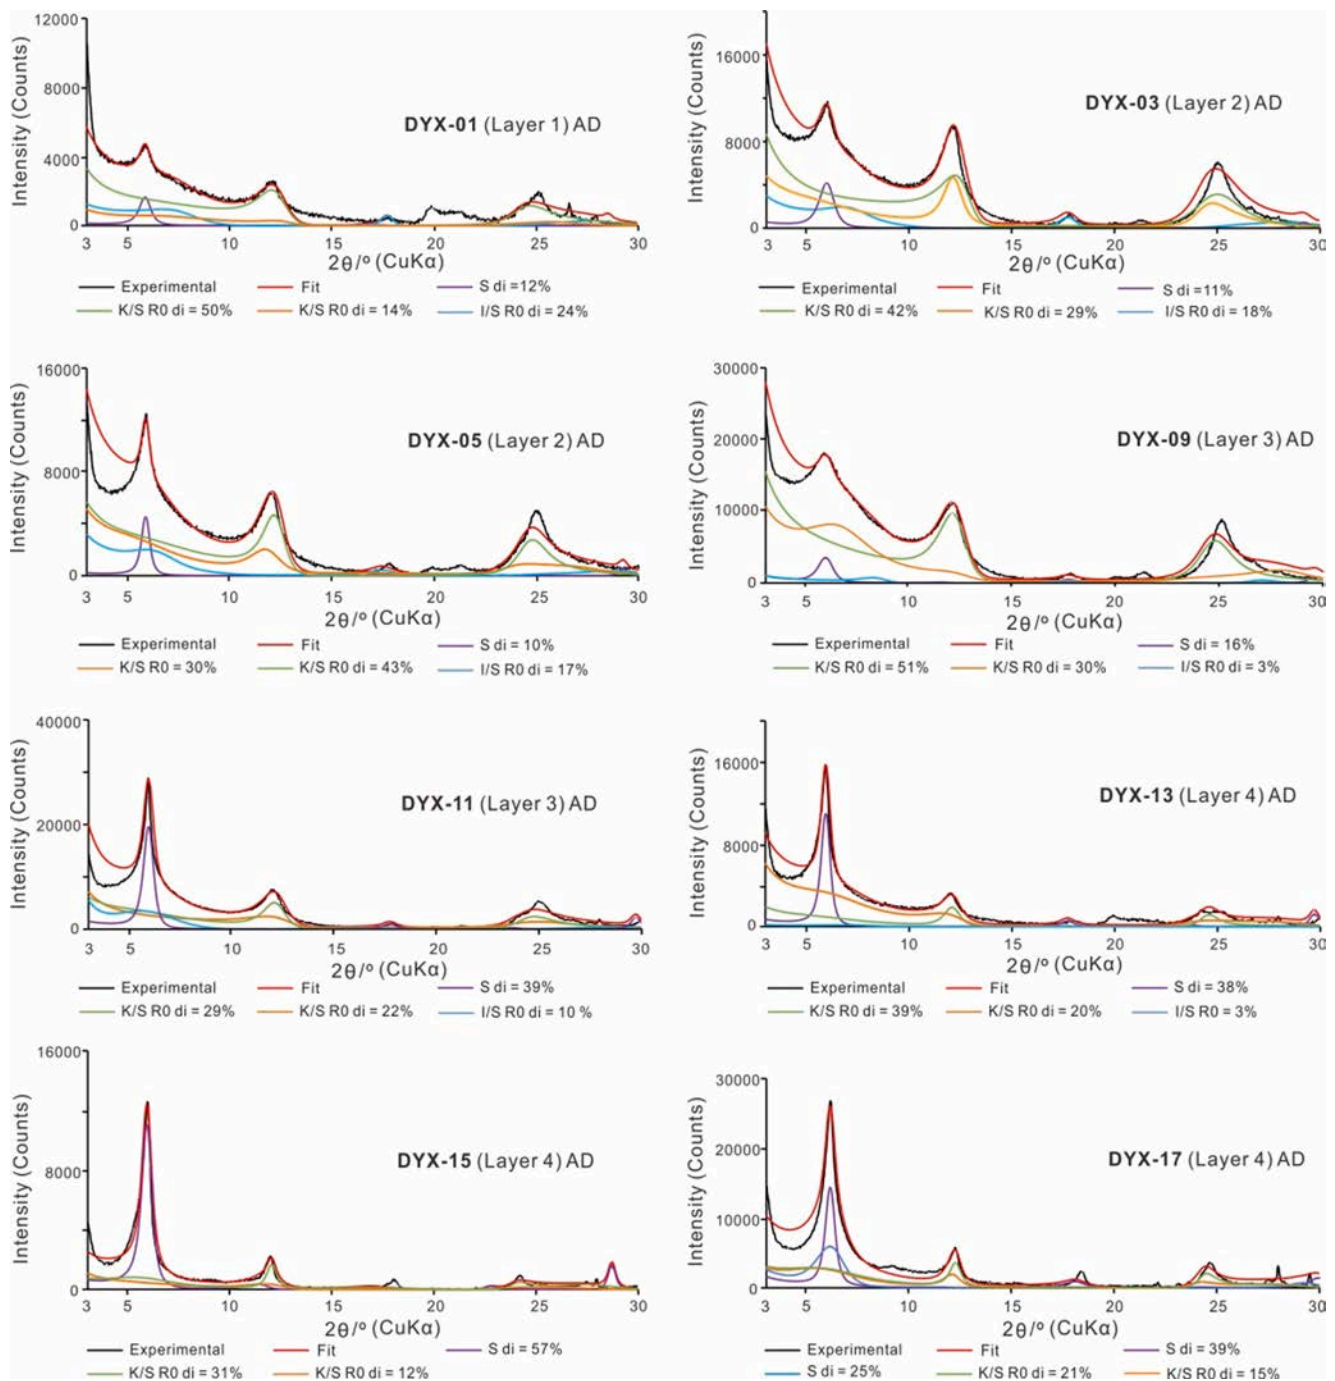 12000
8000
4000
0
Intensity (Counts)
DYX-01 (Layer 1) AD
3 5 10 15 20 25 30
2θ/º (CuKα)
Experimental Fit S di =12%
K/S R0 di = 50% K/S R0 di = 14% I/S R0 di = 24%
16000
8000
0
Intensity (Counts)
DYX-03 (Layer 2) AD
3 5 10 15 20 25 30
2θ/º (CuKα)
Experimental Fit S di =11%
K/S R0 di = 42% K/S R0 di = 29% I/S R0 di = 18%
16000
8000
0
Intensity (Counts)
DYX-05 (Layer 2) AD
3 5 10 15 20 25 30
2θ/º (CuKα)
Experimental Fit S di = 10%
K/S R0 = 30% K/S R0 di = 43% I/S R0 di = 17%
30000
20000
10000
0
Intensity (Counts)
DYX-09 (Layer 3) AD
3 5 10 15 20 25 30
2θ/º (CuKα)
Experimental Fit S di = 16%
K/S R0 di = 51% K/S R0 di = 30% I/S R0 di = 3%
40000
20000
0
Intensity (Counts)
DYX-11 (Layer 3) AD
3 5 10 15 20 25 30
2θ/º (CuKα)
Experimental Fit S di = 39%
K/S R0 di = 29% K/S R0 di = 22% I/S R0 di = 10 %
16000
8000
0
Intensity (Counts)
DYX-13 (Layer 4) AD
3 5 10 15 20 25 30
2θ/º (CuKα)
Experimental Fit S di = 38%
K/S R0 di = 39% K/S R0 di = 20% I/S R0 = 3%
16000
8000
0
Intensity (Counts)
DYX-15 (Layer 4) AD
3 5 10 15 20 25 30
2θ/º (CuKα)
Experimental Fit S di = 57%
K/S R0 di = 31% K/S R0 di = 12%
30000
20000
10000
0
Intensity (Counts)
DYX-17 (Layer 4) AD
3 5 10 15 20 25 30
2θ/º (CuKα)
Experimental Fit S di = 39%
S di = 25% K/S R0 di = 21% K/S R0 di = 15%